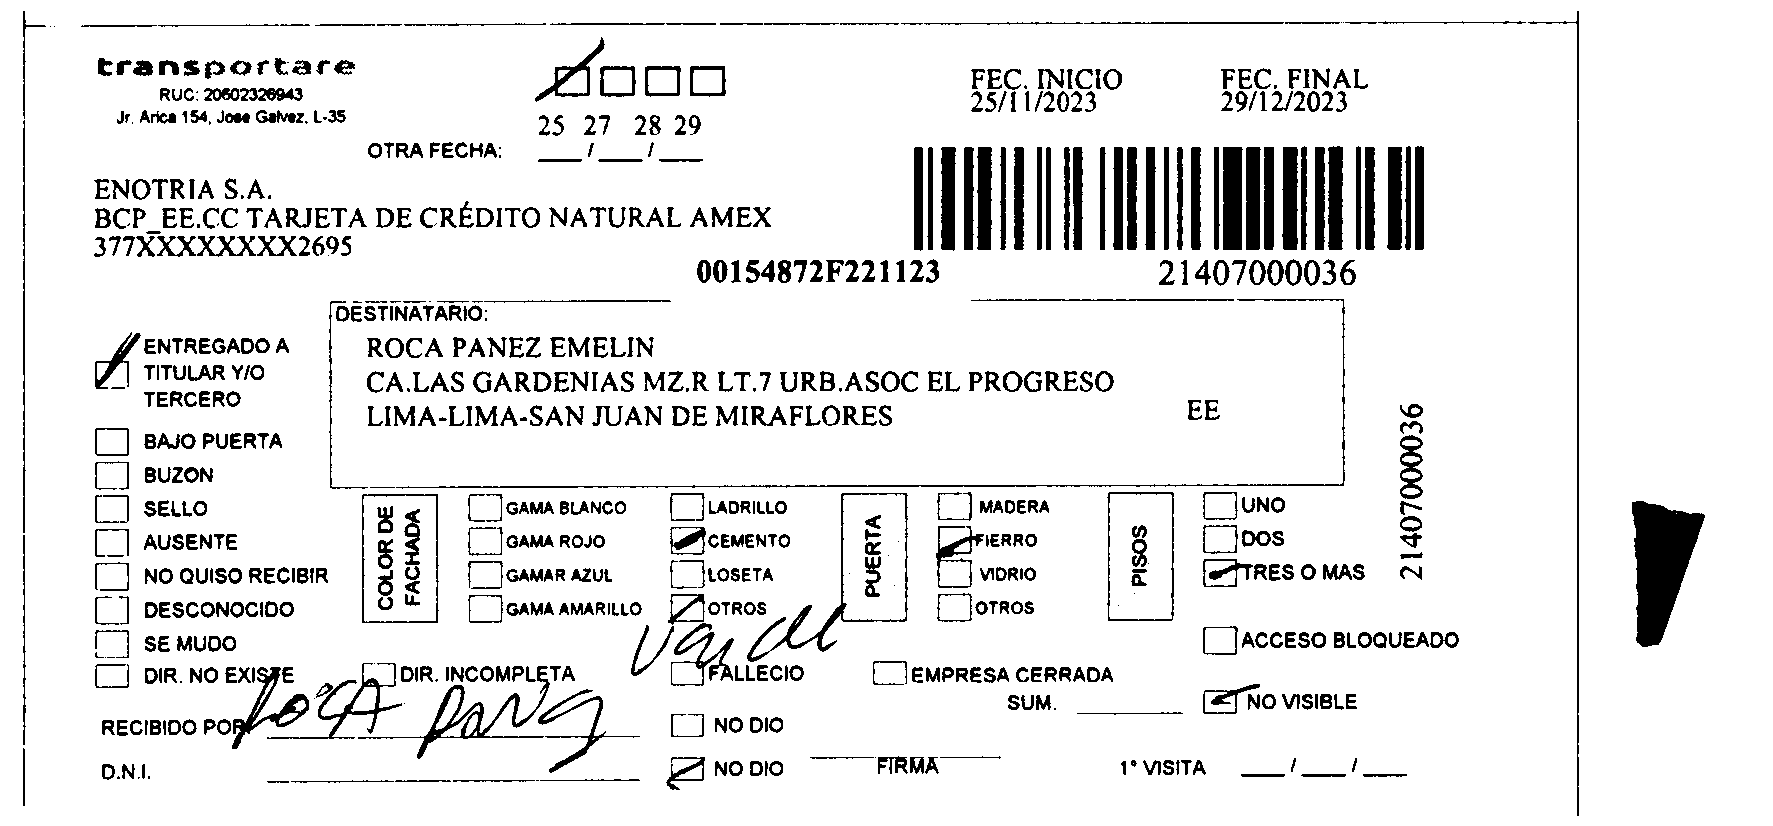 transportare
RUC: 20602326943
Jr. Arica 154, Jose Galvez, L-35
25 27 28 29
OTRA FECHA: ___/___/___
FEC. INICIO FEC. FINAL
25/11/2023 29/12/2023
ENOTRIA S.A.
BCP_EE.CC TARJETA DE CRÉDITO NATURAL AMEX
377XXXXXXXX2695
00154872F221123 21407000036
DESTINATARIO:
ROCA PANEZ EMELIN
CA.LAS GARDENIAS MZ.R LT.7 URB.ASOC EL PROGRESO
LIMA-LIMA-SAN JUAN DE MIRAFLORES EE
21407000036
ENTREGADO A
TITULAR Y/O
TERCERO
BAJO PUERTA
BUZON
SELLO
AUSENTE
NO QUISO RECIBIR
DESCONOCIDO
SE MUDO
DIR. NO EXISTE DIR. INCOMPLETA FALLECIO EMPRESA CERRADA
COLOR DE
FACHADA
GAMA BLANCO
GAMA ROJO
GAMAR AZUL
GAMA AMARILLO
LADRILLO
CEMENTO
LOSETA
OTROS
Verde
PUERTA
MADERA
FIERRO
VIDRIO
OTROS
PISOS
UNO
DOS
TRES O MAS
ACCESO BLOQUEADO
SUM. ______ NO VISIBLE
RECIBIDO POR Roca Panez NO DIO
D.N.I. NO DIO FIRMA 1° VISITA ___/___/___